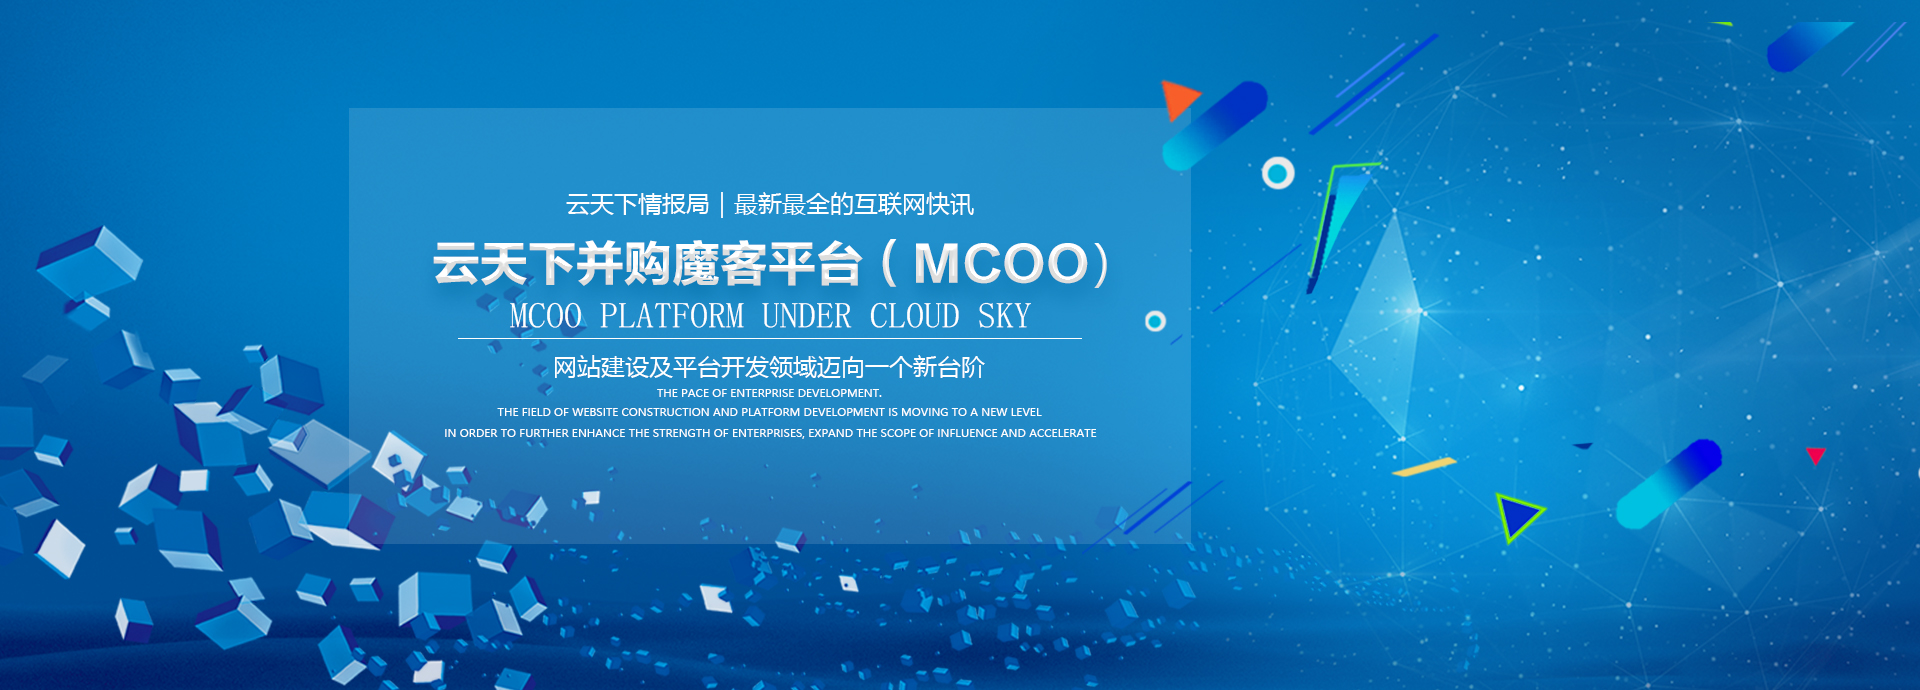 云天下情报局｜最新最全的互联网快讯
云天下并购魔客平台（MCOO）
MCOO PLATFORM UNDER CLOUD SKY
网站建设及平台开发领域迈向一个新台阶
THE PACE OF ENTERPRISE DEVELOPMENT.
THE FIELD OF WEBSITE CONSTRUCTION AND PLATFORM DEVELOPMENT IS MOVING TO A NEW LEVEL
IN ORDER TO FURTHER ENHANCE THE STRENGTH OF ENTERPRISES, EXPAND THE SCOPE OF INFLUENCE AND ACCELERATE